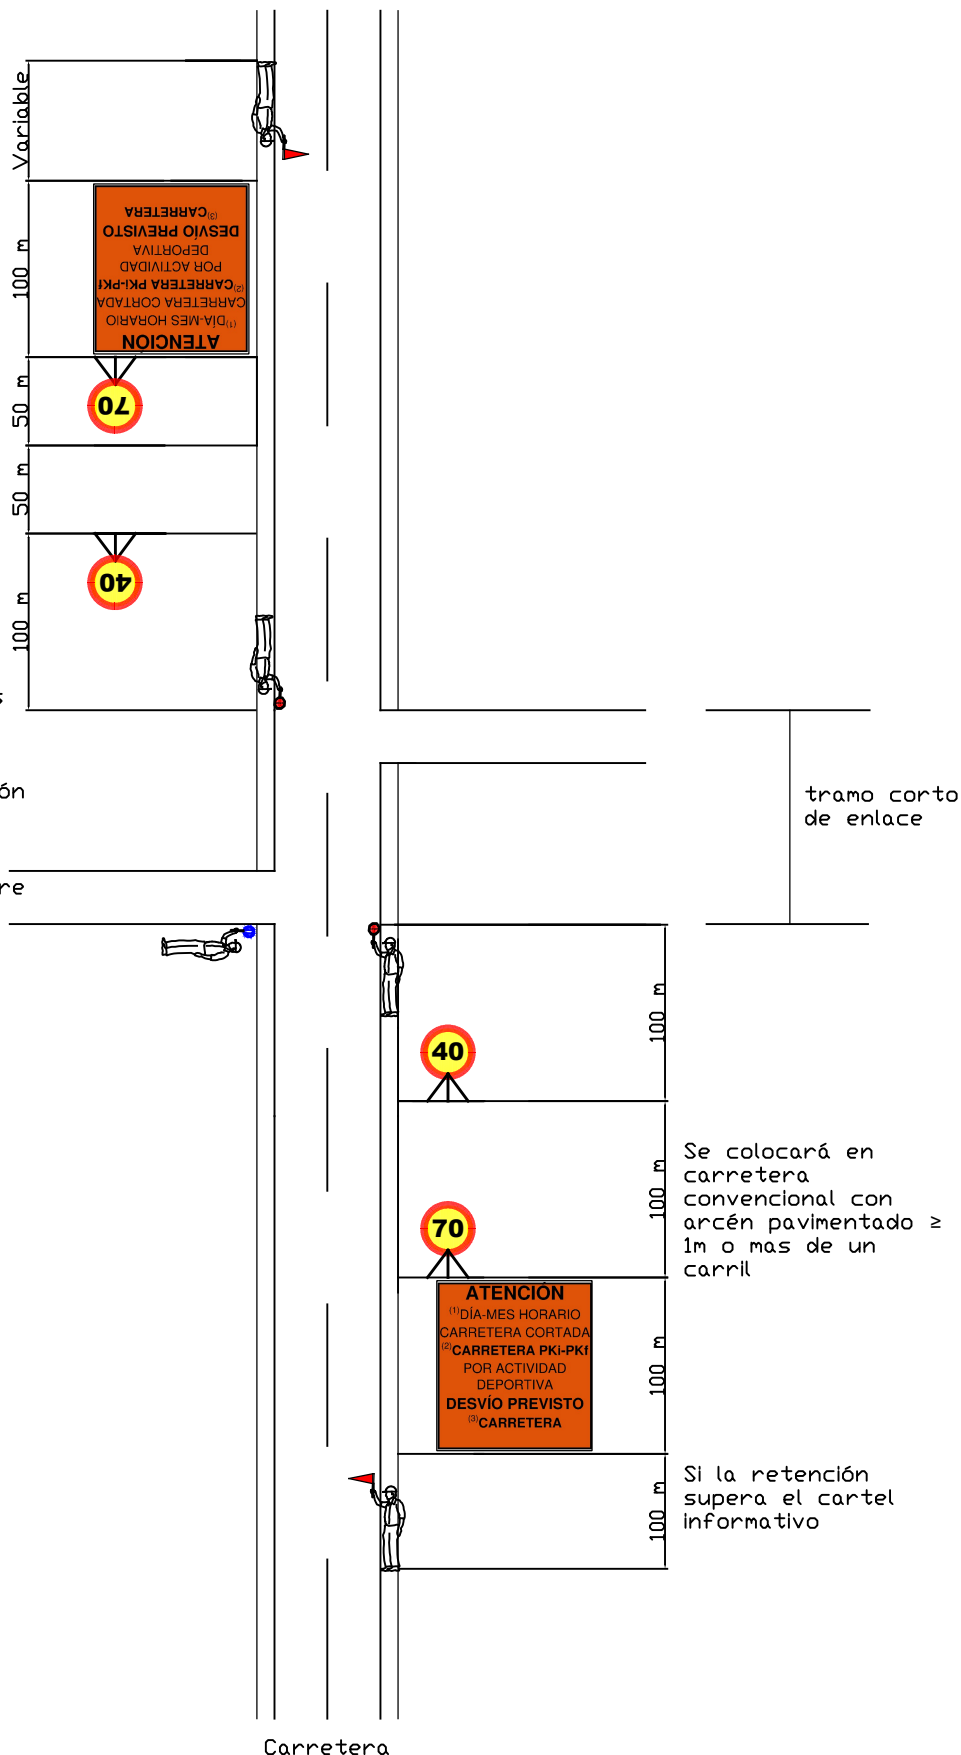 Variable
100 m
ATENCIÓN
(1)DÍA-MES HORARIO
CARRETERA CORTADA
(2)CARRETERA PKi-PKf
POR ACTIVIDAD
DEPORTIVA
DESVÍO PREVISTO
(3)CARRETERA
50 m
70
50 m
40
100 m
s
ón
re
tramo corto
de enlace
100 m
40
100 m
Se colocará en
carretera
convencional con
arcén pavimentado ≥
1m o mas de un
carril
70
100 m
ATENCIÓN
(1)DÍA-MES HORARIO
CARRETERA CORTADA
(2)CARRETERA PKi-PKf
POR ACTIVIDAD
DEPORTIVA
DESVÍO PREVISTO
(3)CARRETERA
100 m
Si la retención
supera el cartel
informativo
Carretera